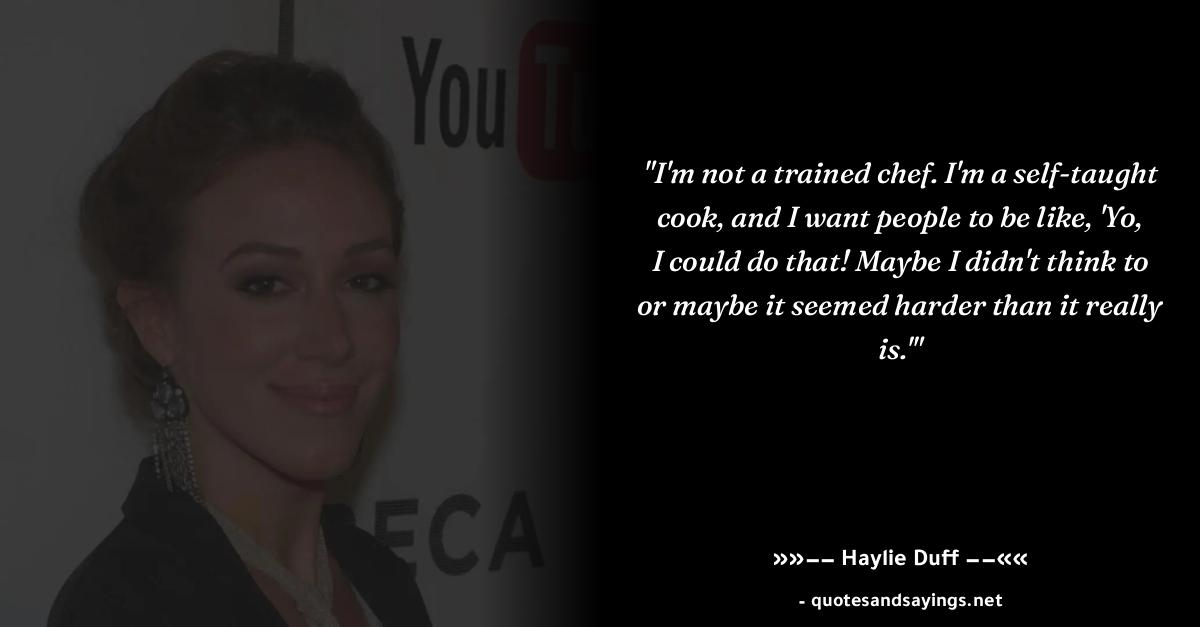 You Tu
ECA
"I'm not a trained chef. I'm a self-taught
cook, and I want people to be like, 'Yo,
I could do that! Maybe I didn't think to
or maybe it seemed harder than it really
is.'"
»»−− Haylie Duff −−««
- quotesandsayings.net